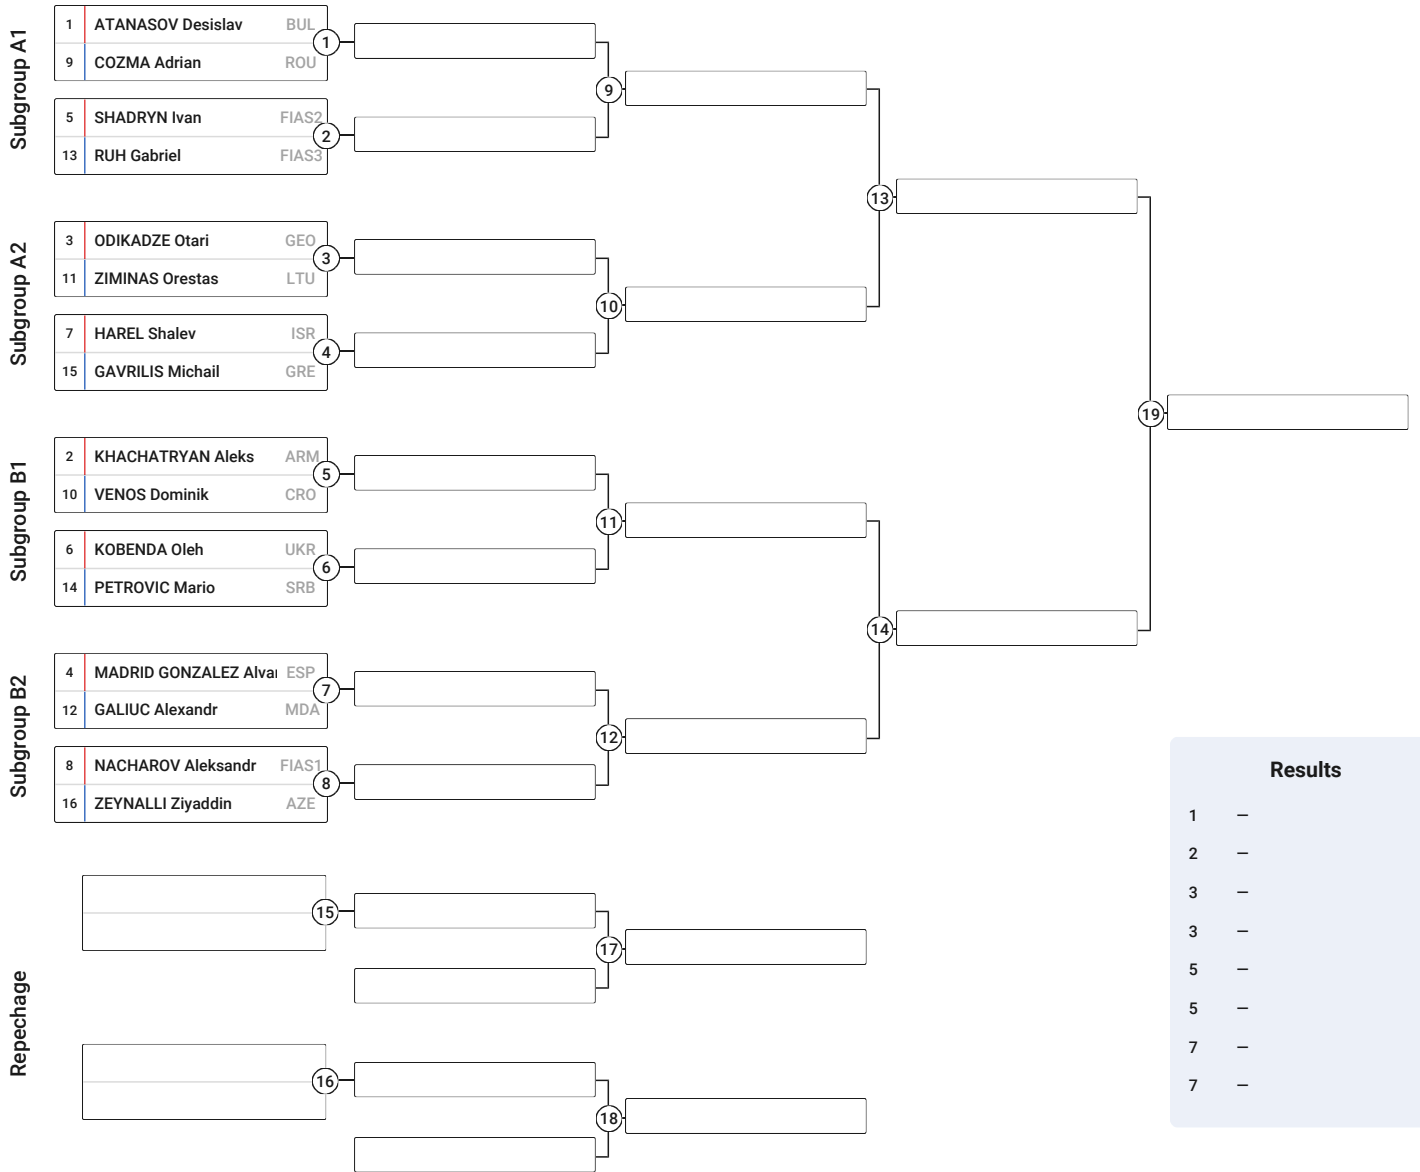 Subgroup A1
1 ATANASOV Desislav BUL
9 COZMA Adrian ROU
1
5 SHADRYN Ivan FIAS2
13 RUH Gabriel FIAS3
2
9
Subgroup A2
3 ODIKADZE Otari GEO
11 ZIMINAS Orestas LTU
3
7 HAREL Shalev ISR
15 GAVRILIS Michail GRE
4
10
13
Subgroup B1
2 KHACHATRYAN Aleks ARM
10 VENOS Dominik CRO
5
6 KOBENDA Oleh UKR
14 PETROVIC Mario SRB
6
11
Subgroup B2
4 MADRID GONZALEZ Alva ESP
12 GALIUC Alexandr MDA
7
8 NACHAROV Aleksandr FIAS1
16 ZEYNALLI Ziyaddin AZE
8
12
14
19
Repechage
15
17
16
18
Results
1 –
2 –
3 –
3 –
5 –
5 –
7 –
7 –